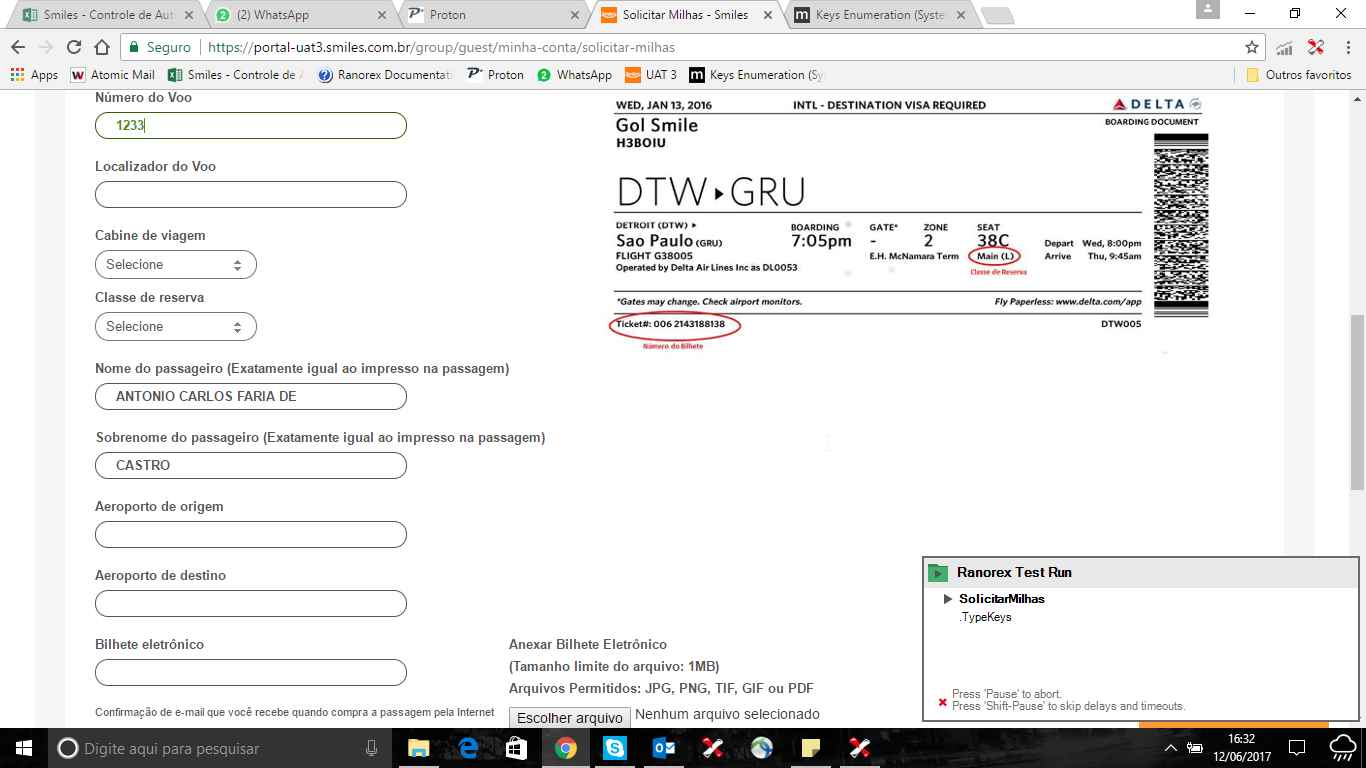 Smiles - Controle de Aut
(2) WhatsApp
Proton
Solicitar Milhas - Smiles
Keys Enumeration (Syste
Seguro
https://portal-uat3.smiles.com.br/group/guest/minha-conta/solicitar-milhas
Apps
Atomic Mail
Smiles - Controle de A
Ranorex Documentati
Proton
WhatsApp
UAT 3
Keys Enumeration (Sy
Outros favoritos
Número do Voo
1233
Localizador do Voo
Cabine de viagem
Selecione
Classe de reserva
Selecione
Nome do passageiro (Exatamente igual ao impresso na passagem)
ANTONIO CARLOS FARIA DE
Sobrenome do passageiro (Exatamente igual ao impresso na passagem)
CASTRO
Aeroporto de origem
Aeroporto de destino
Bilhete eletrônico
Confirmação de e-mail que você recebe quando compra a passagem pela Internet
Anexar Bilhete Eletrônico
(Tamanho limite do arquivo: 1MB)
Arquivos Permitidos: JPG, PNG, TIF, GIF ou PDF
Escolher arquivo Nenhum arquivo selecionado
WED, JAN 13, 2016 INTL - DESTINATION VISA REQUIRED DELTA
BOARDING DOCUMENT
Gol Smile
H3BOIU
DTW▸GRU
DETROIT (DTW) ▸ BOARDING GATE* ZONE SEAT
Sao Paulo (GRU) 7:05pm - 2 38C Depart Wed, 8:00pm
FLIGHT G38005 E.H. McNamara Term Main (L) Arrive Thu, 9:45am
Operated by Delta Air Lines Inc as DL0053
Classe de Reserva
*Gates may change. Check airport monitors. Fly Paperless: www.delta.com/app
Ticket#: 006 2143188138 DTW005
Número do Bilhete
Ranorex Test Run
SolicitarMilhas
.TypeKeys
Press 'Pause' to abort.
Press 'Shift-Pause' to skip delays and timeouts.
Digite aqui para pesquisar
16:32
12/06/2017